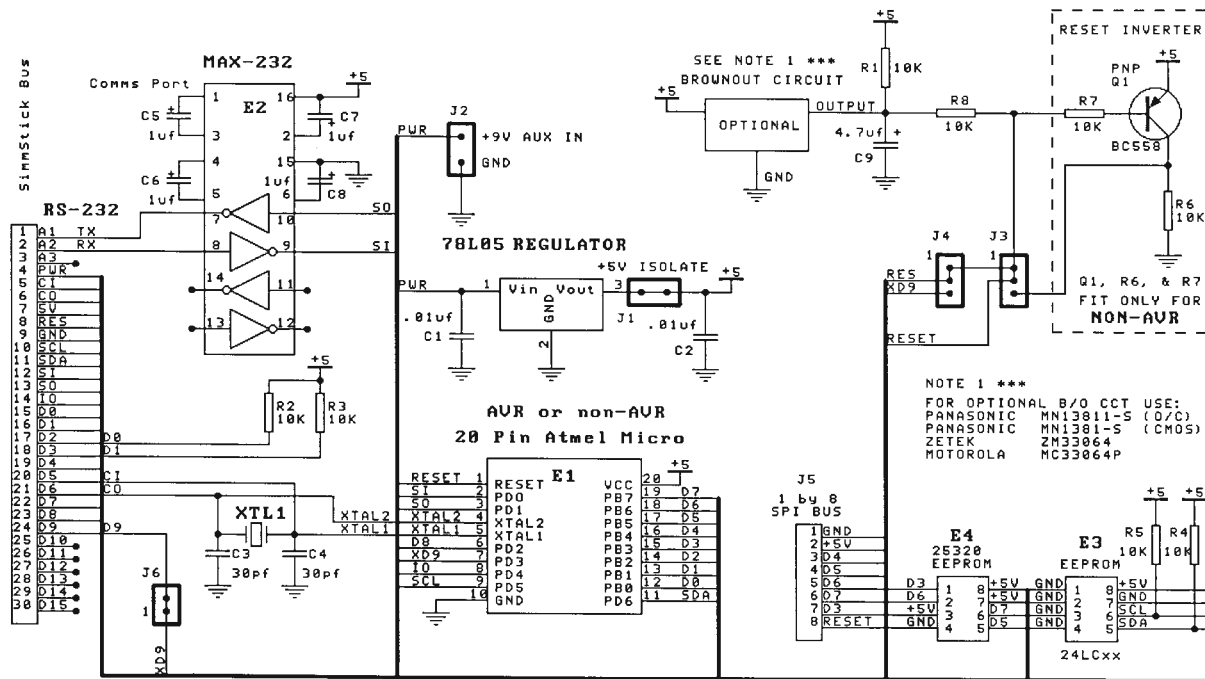 SimmStick Bus
RS-232
1 A1 TX
2 A2 RX
3 A3
4 PWR
5 CI
6 CO
7 5V
8 RES
9 GND
10 SCL
11 SDA
12 SI
13 SO
14 IO
15 D0
16 D1
17 D2 D0
18 D3 D1
19 D4
20 D5 CI
21 D6 CO
22 D7
23 D8
24 D9 D9
25 D10
26 D11
27 D12
28 D13
29 D14
30 D15
J6
1
XD9
MAX-232
Comms Port
E2
+5
1 16
C5 C7
1uf 1uf
3 2
4 15
C6 1uf C8
1uf
5 6
7 10 SO
8 9 SI
14 11
13 12
+5
R2 R3
10K 10K
XTL1
C3 C4
30pf 30pf
XTAL2
XTAL1
PWR
J2
+9V AUX IN
GND
78L05 REGULATOR
+5V ISOLATE
+5
PWR 1 Vin Vout 3
GND
2
J1
.01uf
C1
.01uf
C2
AVR or non-AVR
20 Pin Atmel Micro
E1
+5
RESET 1 RESET VCC 20
SI 2 PD0 PB7 19 D7
SO 3 PD1 PB6 18 D6
XTAL2 4 XTAL2 PB5 17 D5
XTAL1 5 XTAL1 PB4 16 D4
D8 6 PD2 PB3 15 D3
XD9 7 PD3 PB2 14 D2
IO 8 PD4 PB1 13 D1
SCL 9 PD5 PB0 12 D0
10 GND PD6 11 SDA
SEE NOTE 1 ***
BROWNOUT CIRCUIT
+5
OPTIONAL
OUTPUT
GND
+5
R1 10K
4.7uf
C9
R8
10K
RESET INVERTER
PNP
Q1
+5
R7
10K
BC558
R6
10K
Q1, R6, & R7
FIT ONLY FOR
NON-AVR
J4 J3
1 1
RES
XD9
RESET
NOTE 1 ***
FOR OPTIONAL B/O CCT USE:
PANASONIC MN13811-S (O/C)
PANASONIC MN1381-S (CMOS)
ZETEK ZM33064
MOTOROLA MC33064P
J5
1 by 8
SPI BUS
1 GND
2 +5V
3 D4
4 D5
5 D6
6 D7
7 D3
8 RESET
E4
25320
EEPROM
D3 1 8 +5V
D6 2 7 +5V
+5V 3 6 D7
GND 4 5 D5
E3
EEPROM
GND 1 8 +5V
GND 2 7 GND
GND 3 6 SCL
GND 4 5 SDA
24LCxx
+5 +5
R5 R4
10K 10K